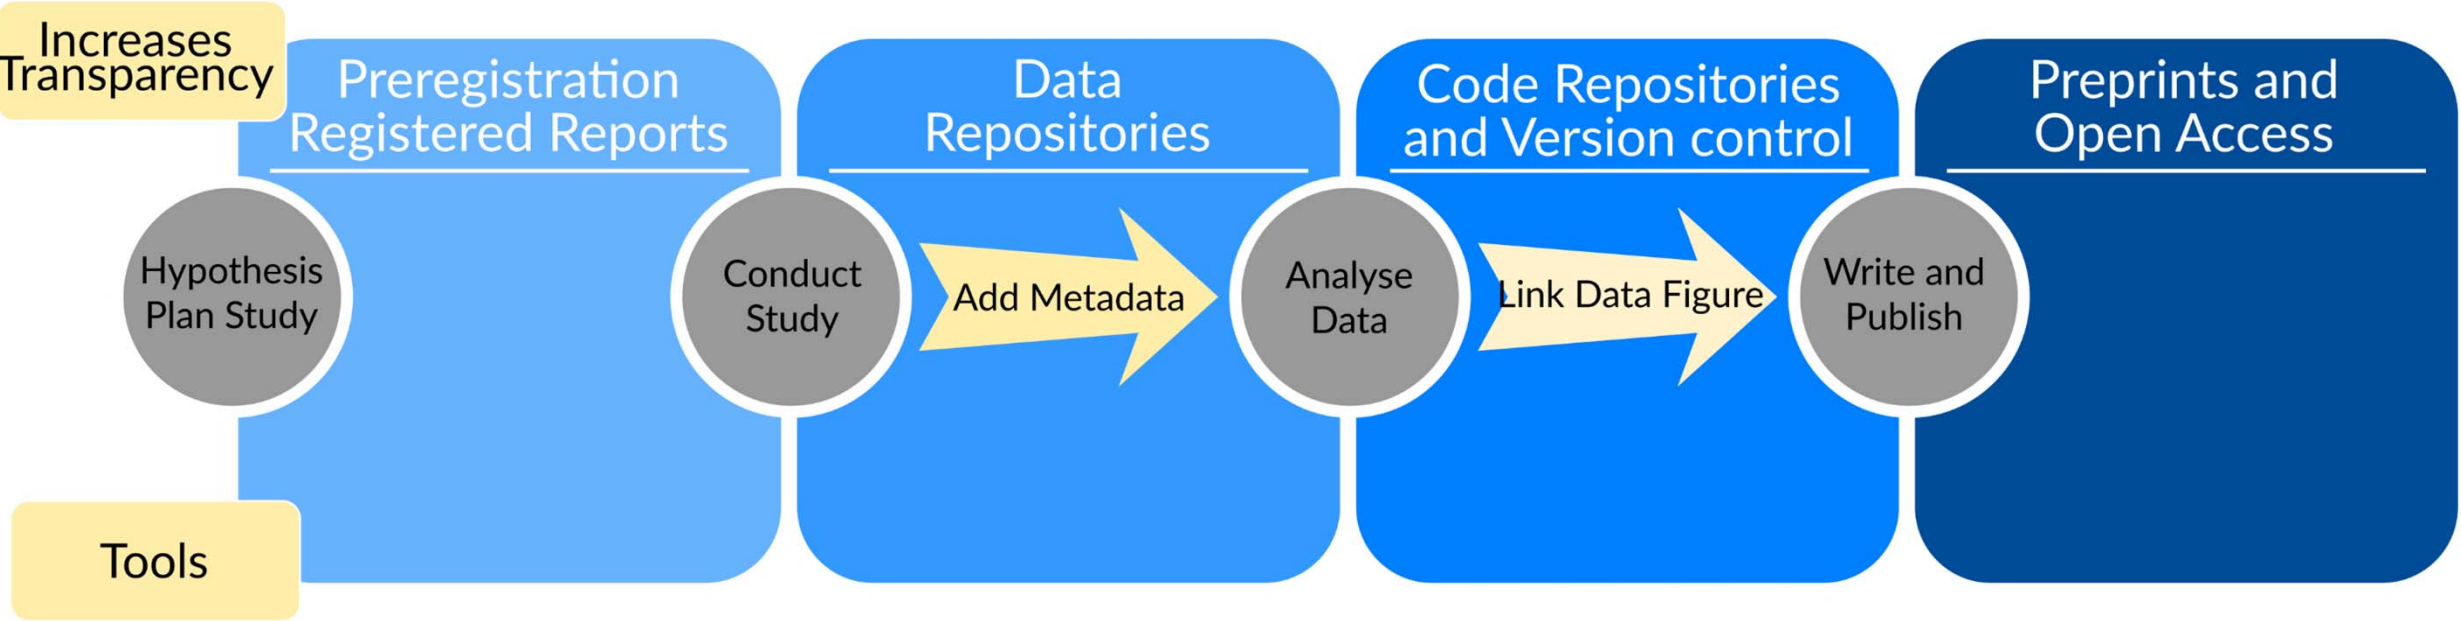 Increases
Transparency
Preregistration
Registered Reports
Data
Repositories
Code Repositories
and Version control
Preprints and
Open Access
Hypothesis
Plan Study
Conduct
Study
Add Metadata
Analyse
Data
Link Data Figure
Write and
Publish
Tools